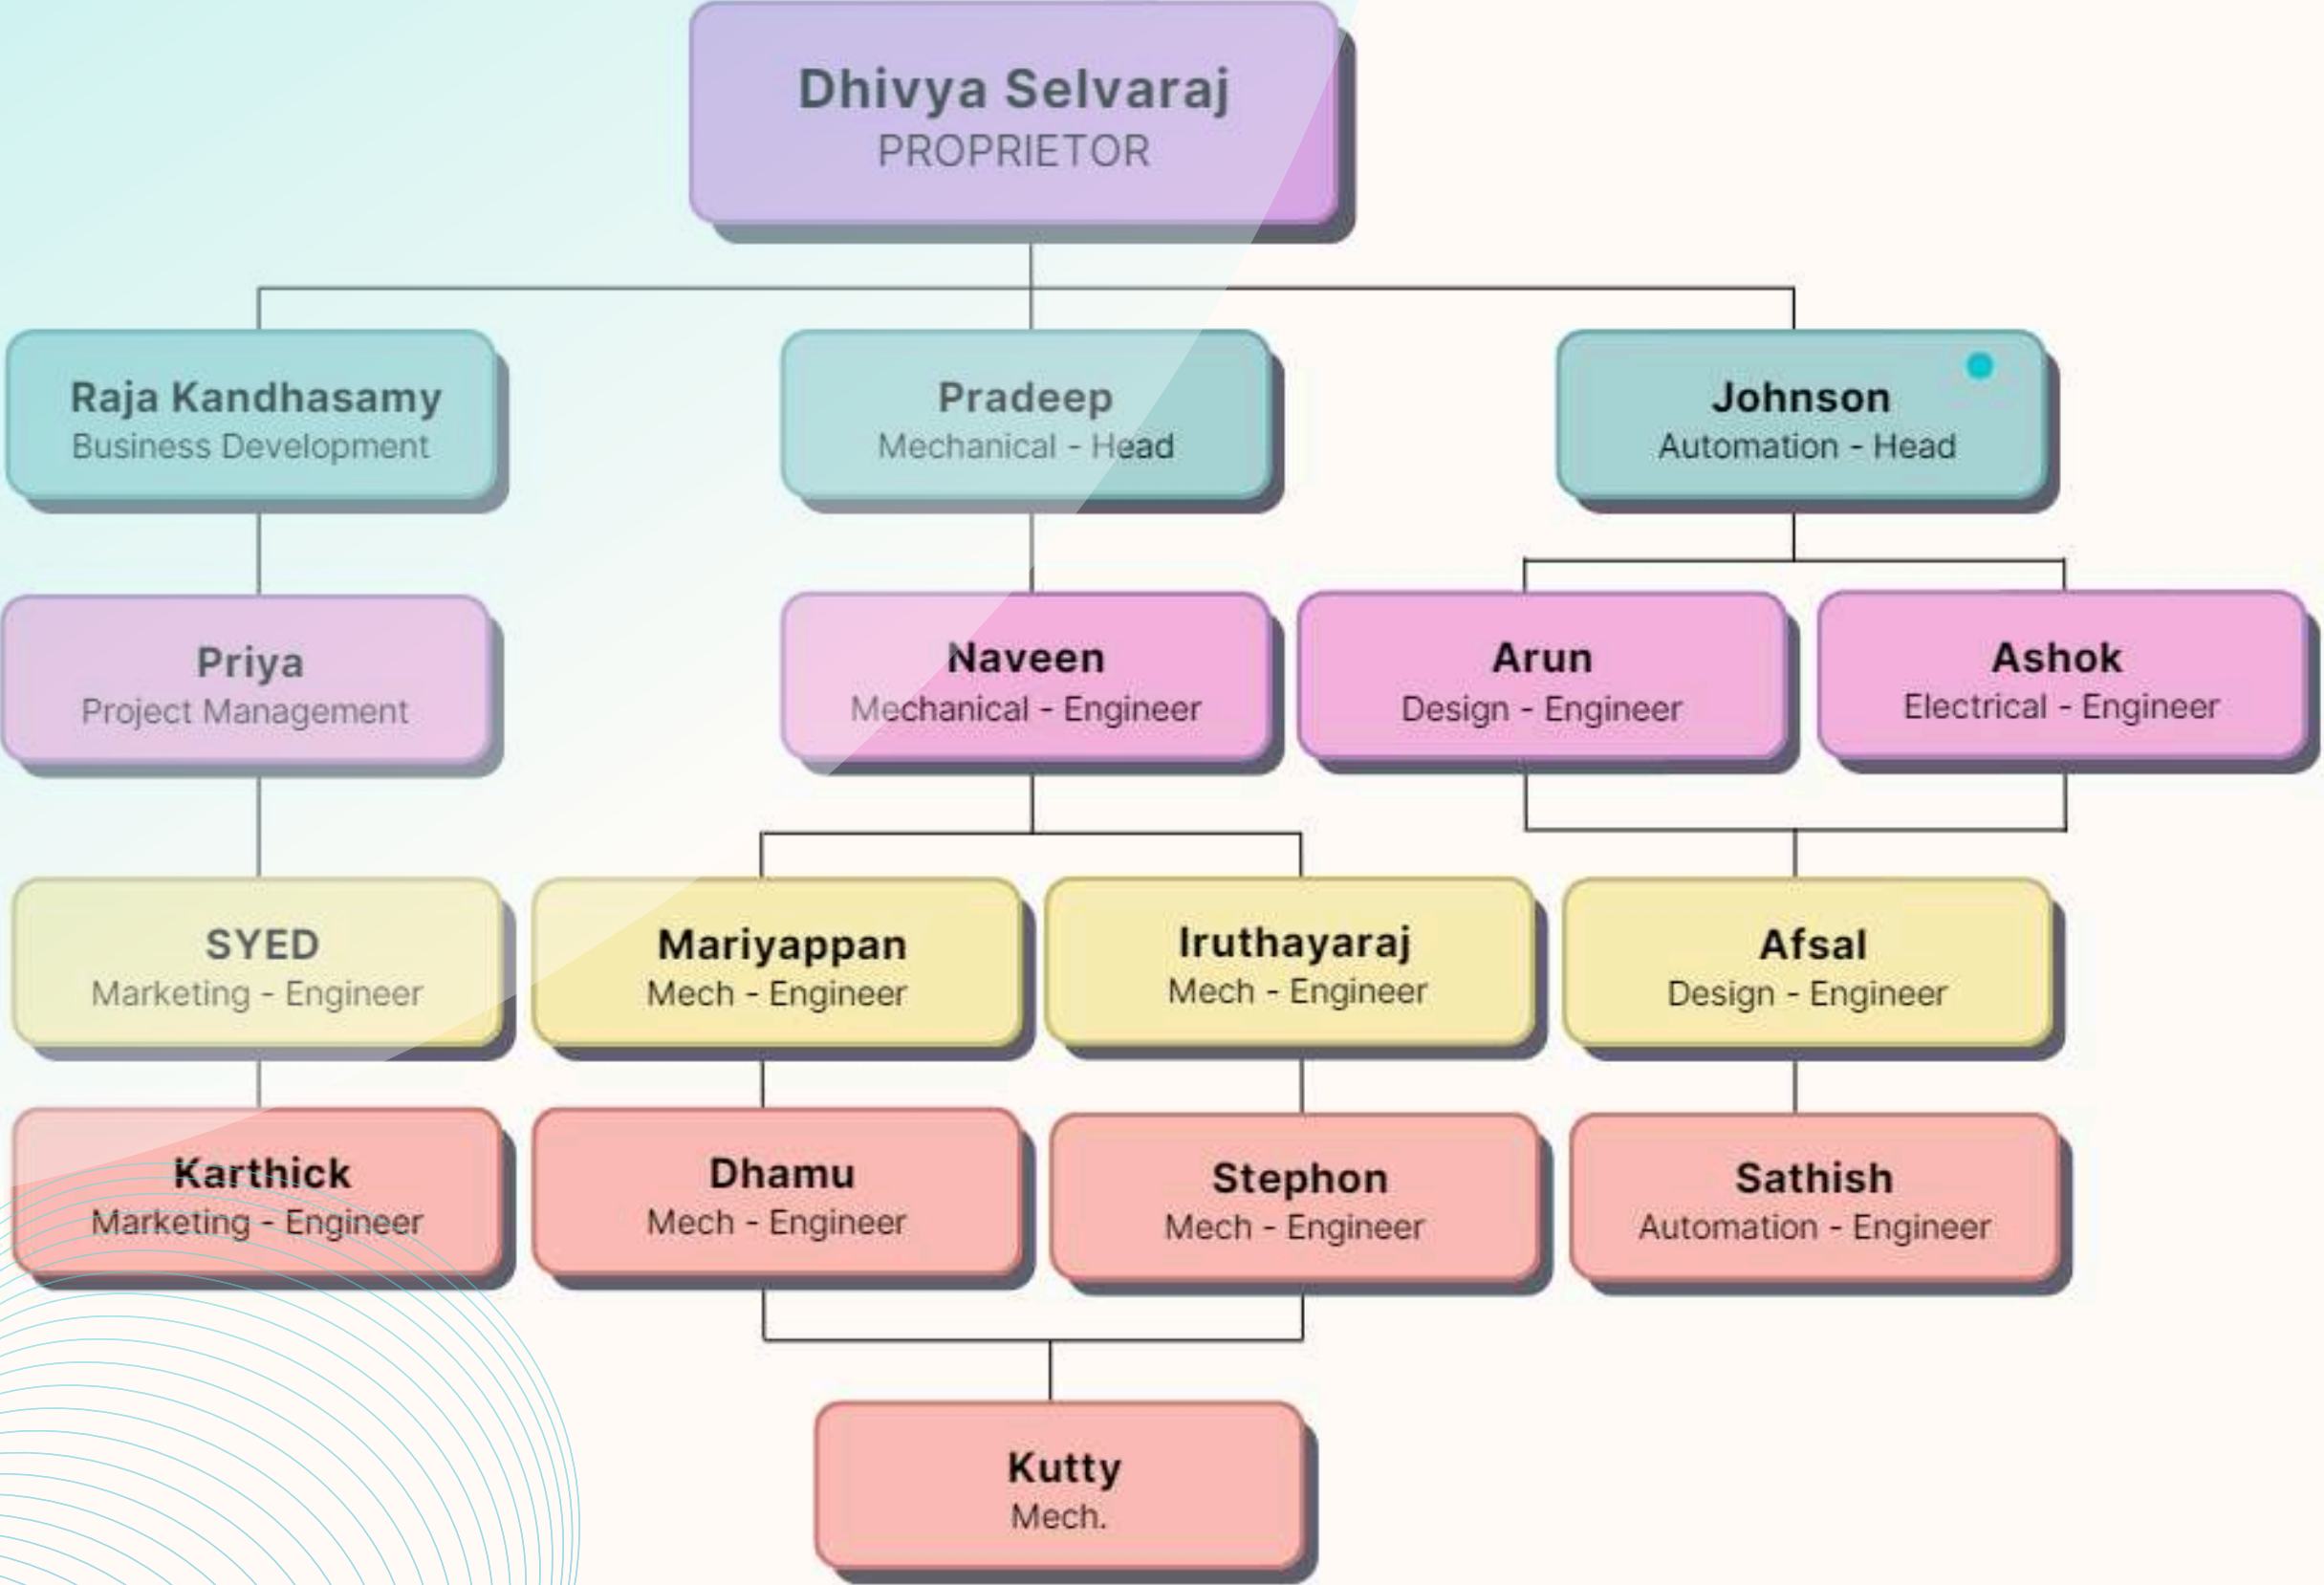 Dhivya Selvaraj
PROPRIETOR
Raja Kandhasamy
Business Development
Pradeep
Mechanical - Head
Johnson
Automation - Head
Priya
Project Management
Naveen
Mechanical - Engineer
Arun
Design - Engineer
Ashok
Electrical - Engineer
SYED
Marketing - Engineer
Mariyappan
Mech - Engineer
Iruthayaraj
Mech - Engineer
Afsal
Design - Engineer
Karthick
Marketing - Engineer
Dhamu
Mech - Engineer
Stephon
Mech - Engineer
Sathish
Automation - Engineer
Kutty
Mech.